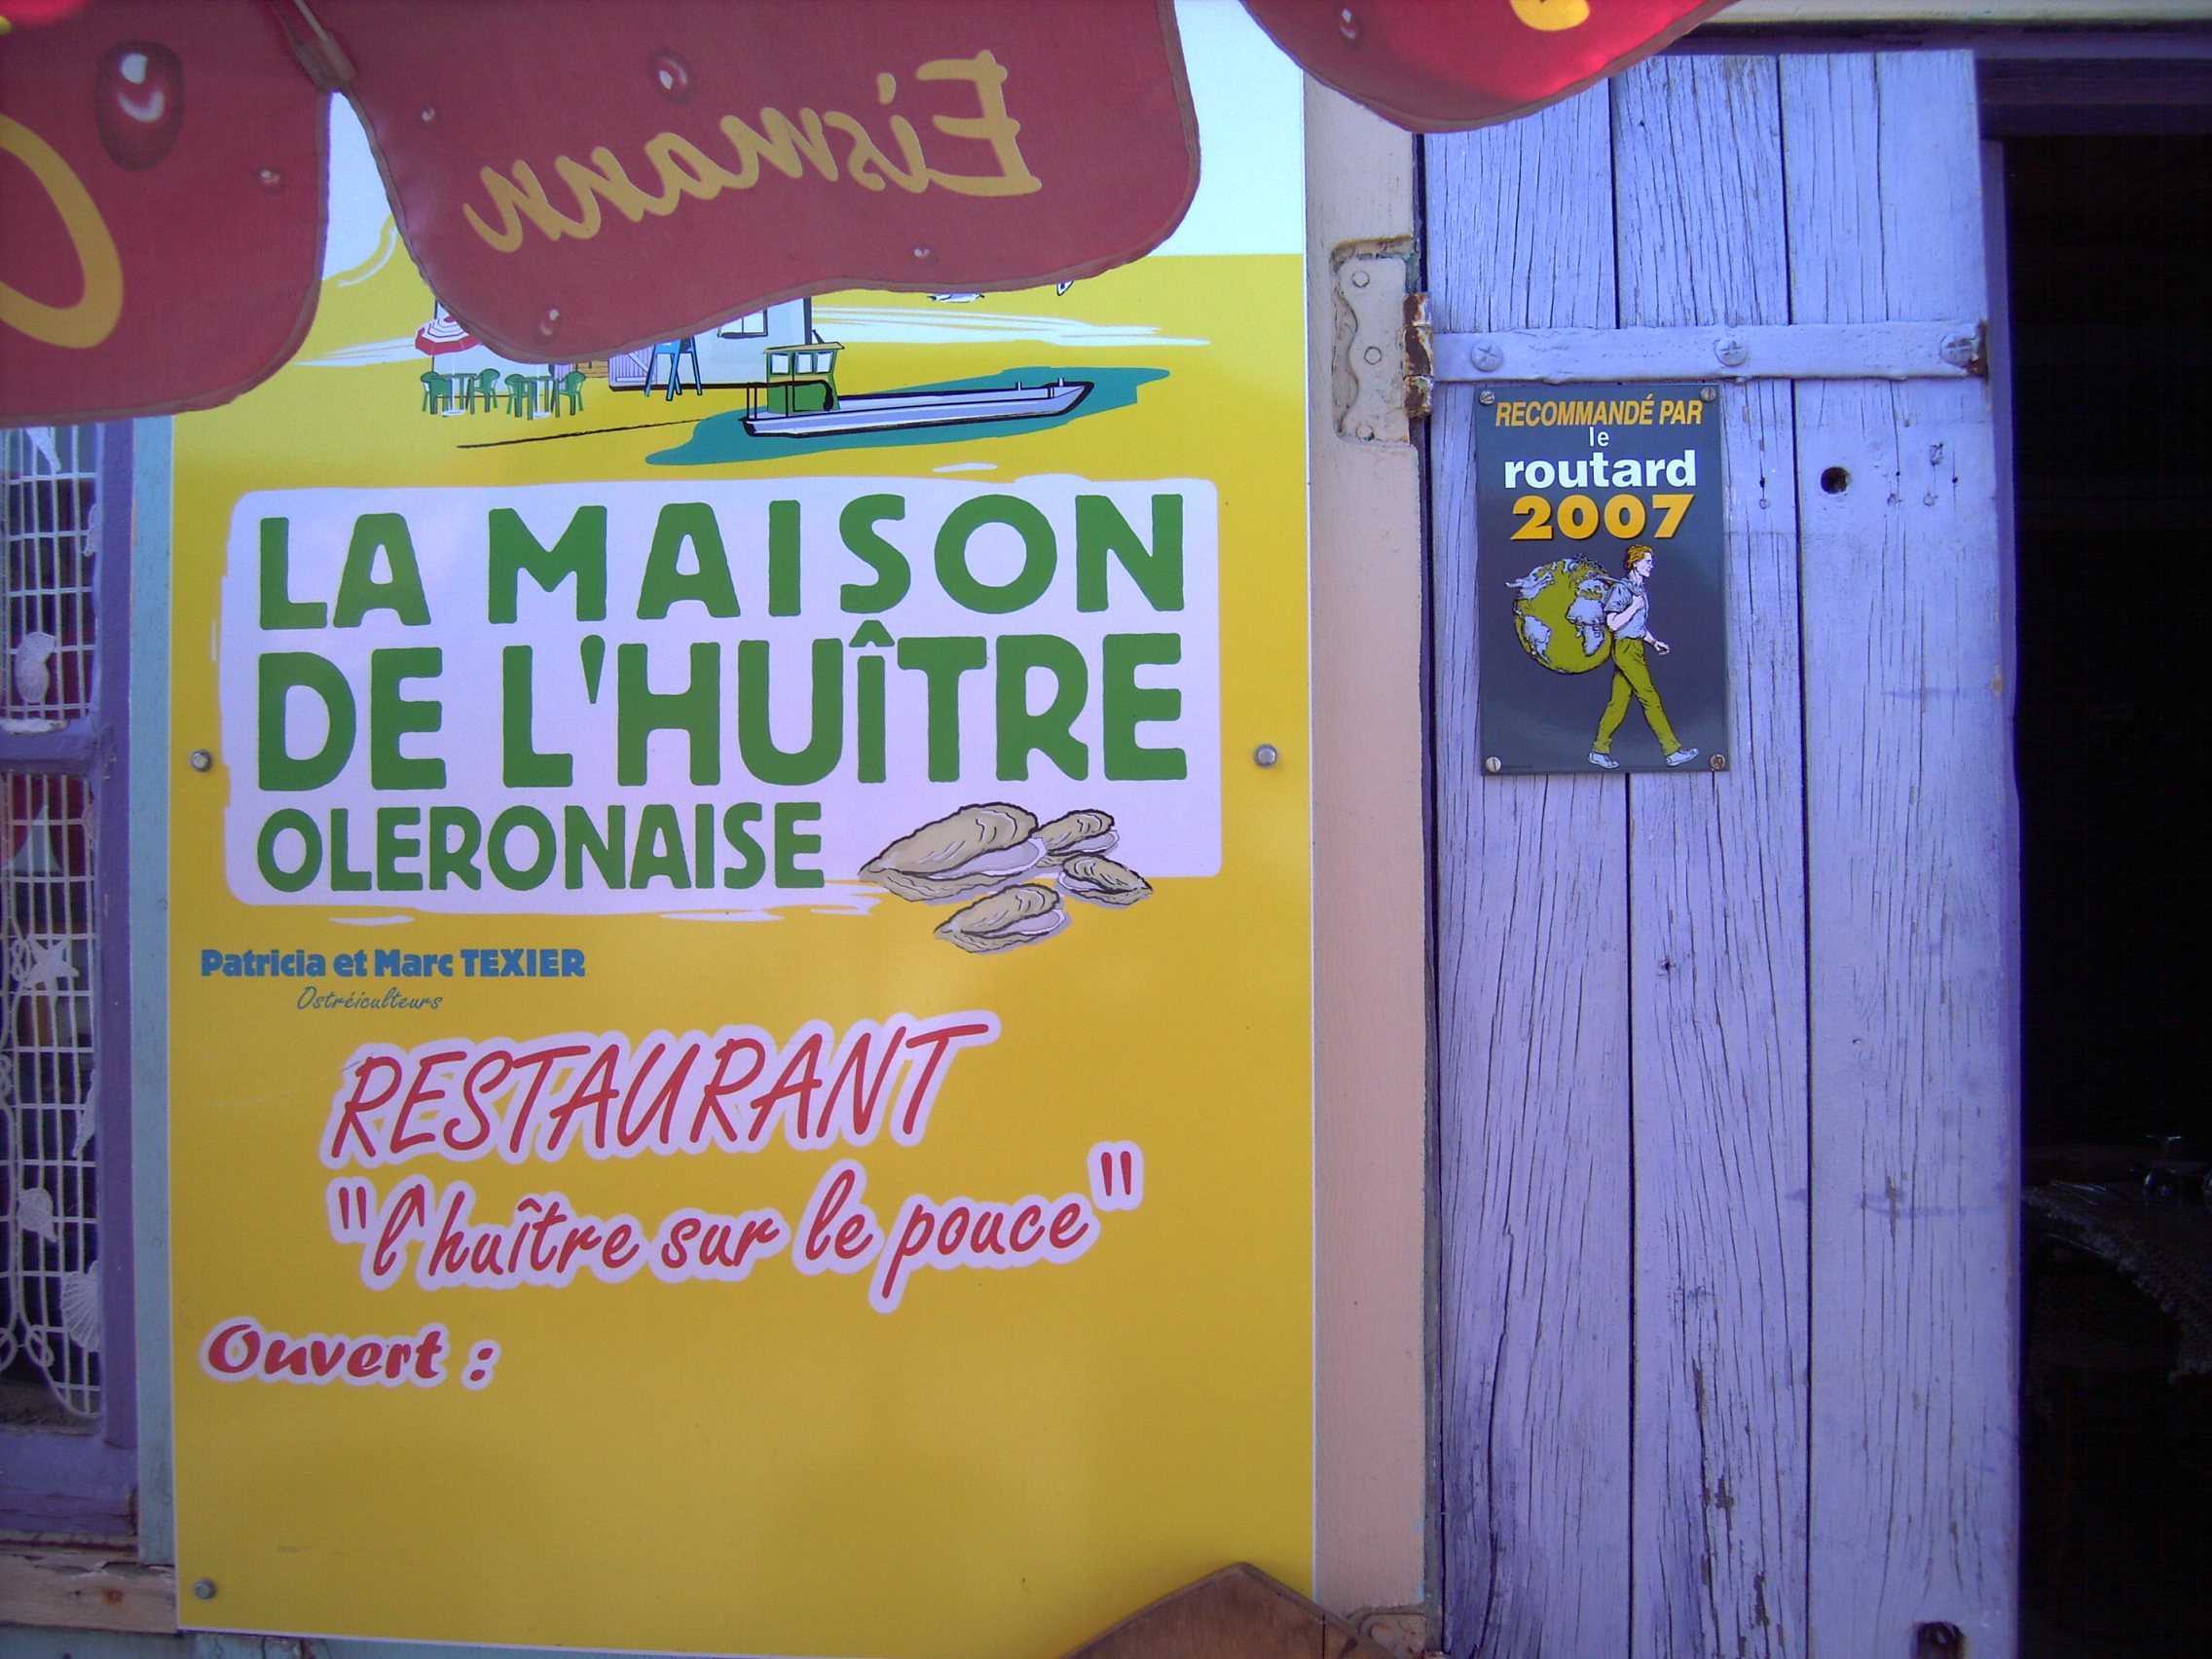 Eismann
LA MAISON
DE L'HUÎTRE
OLERONAISE
Patricia et Marc TEXIER
Ostréiculteurs
RESTAURANT
"l'huître sur le pouce"
Ouvert :
RECOMMANDÉ PAR
le
routard
2007